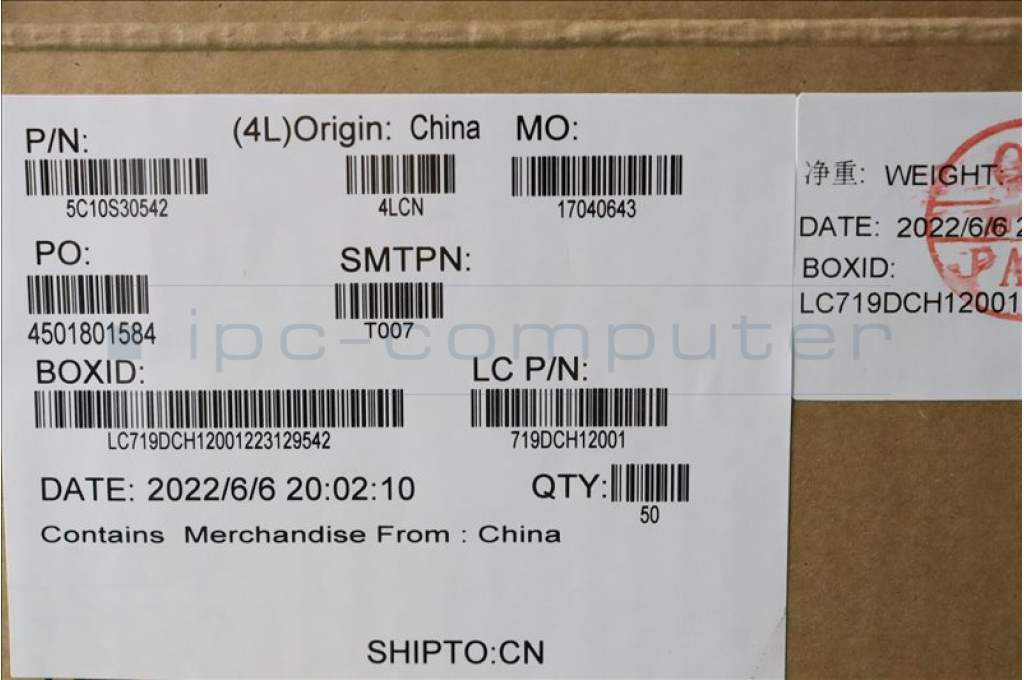 P/N:
5C10S30542
(4L)Origin: China
4LCN
MO:
17040643
PO:
4501801584
SMTPN:
T007
BOXID:
LC719DCH12001223129542
LC P/N:
719DCH12001
DATE: 2022/6/6 20:02:10
QTY:
50
Contains Merchandise From : China
SHIPTO:CN
净重: WEIGHT:
DATE: 2022/6/6
BOXID:
LC719DCH12001
ipc-computer